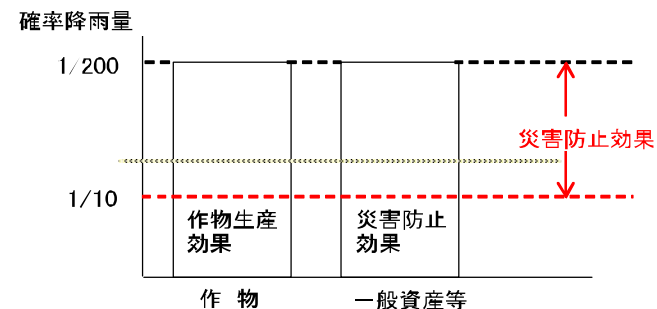 確率降雨量
1/200
災害防止効果
1/10
作物生産
効果
災害防止
効果
作 物
一般資産等